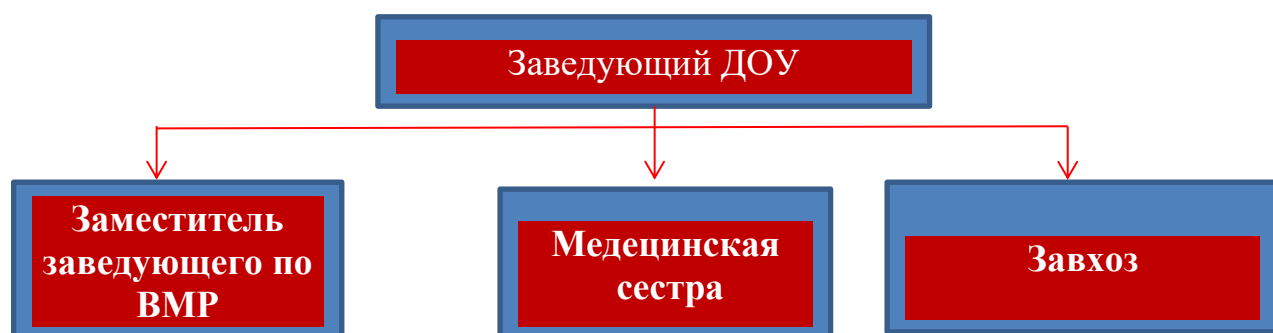 Заведующий ДОУ
Заместитель
заведующего по
ВМР
Медецинская
сестра
Завхоз